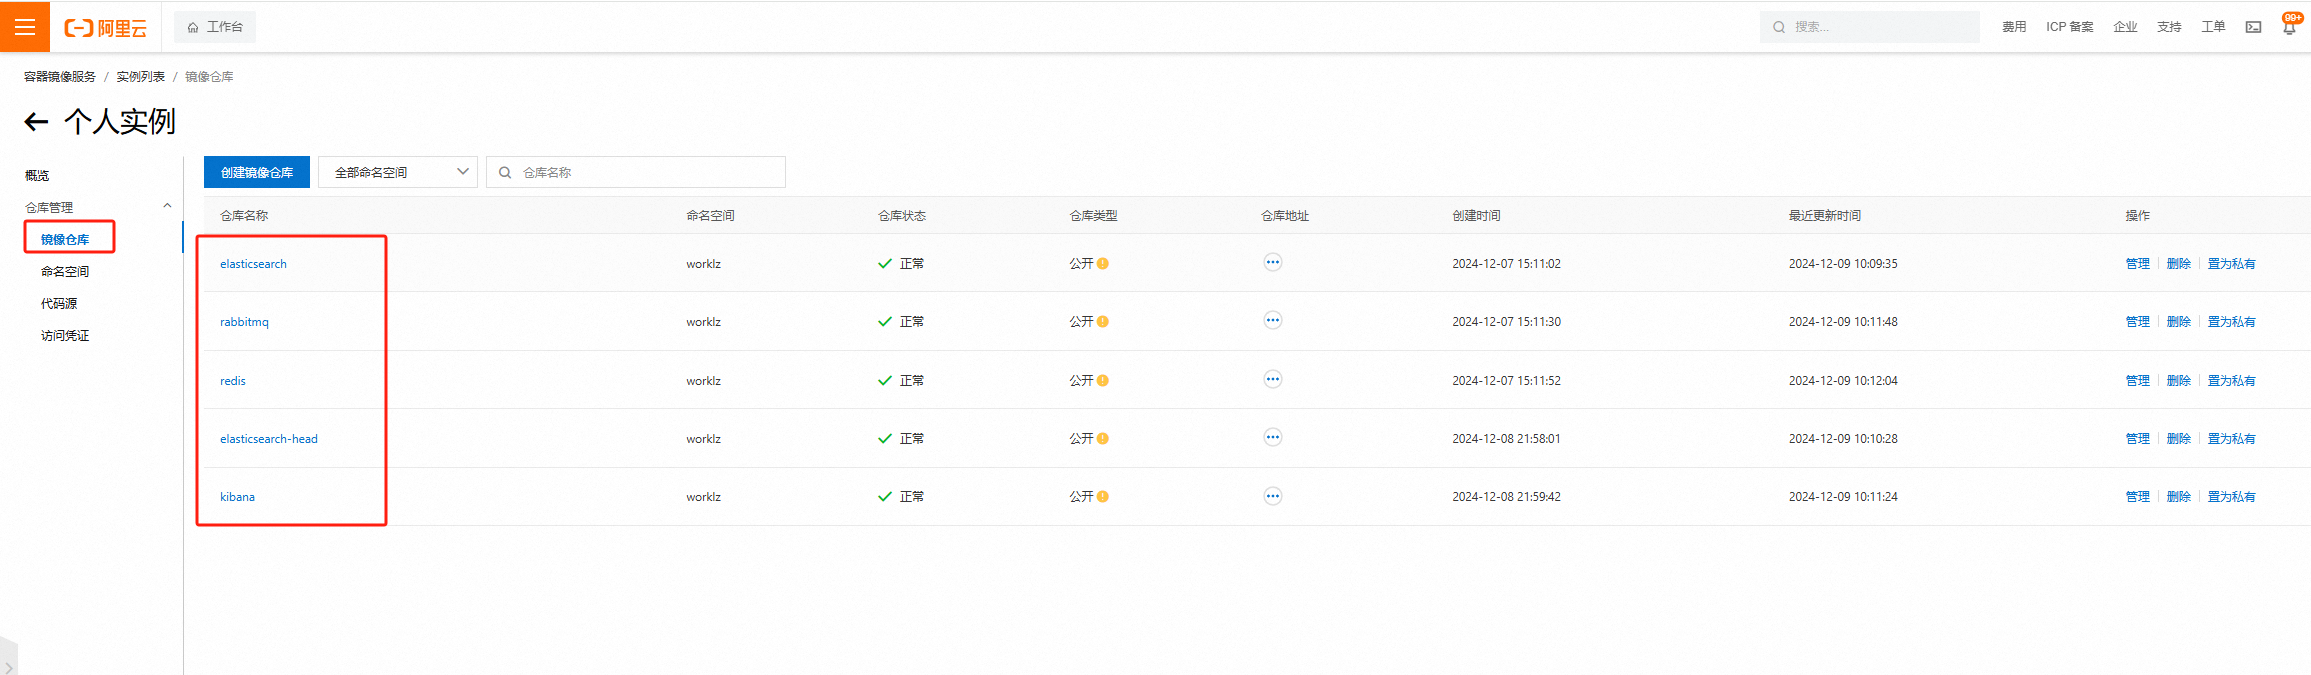 阿里云 工作台 搜索... 费用 ICP 备案 企业 支持 工单 99+
容器镜像服务 / 实例列表 / 镜像仓库
个人实例
概览
仓库管理
镜像仓库
命名空间
代码源
访问凭证
创建镜像仓库 全部命名空间 仓库名称
仓库名称 命名空间 仓库状态 仓库类型 仓库地址 创建时间 最近更新时间 操作
elasticsearch worklz 正常 公开 2024-12-07 15:11:02 2024-12-09 10:09:35 管理 删除 置为私有
rabbitmq worklz 正常 公开 2024-12-07 15:11:30 2024-12-09 10:11:48 管理 删除 置为私有
redis worklz 正常 公开 2024-12-07 15:11:52 2024-12-09 10:12:04 管理 删除 置为私有
elasticsearch-head worklz 正常 公开 2024-12-08 21:58:01 2024-12-09 10:10:28 管理 删除 置为私有
kibana worklz 正常 公开 2024-12-08 21:59:42 2024-12-09 10:11:24 管理 删除 置为私有